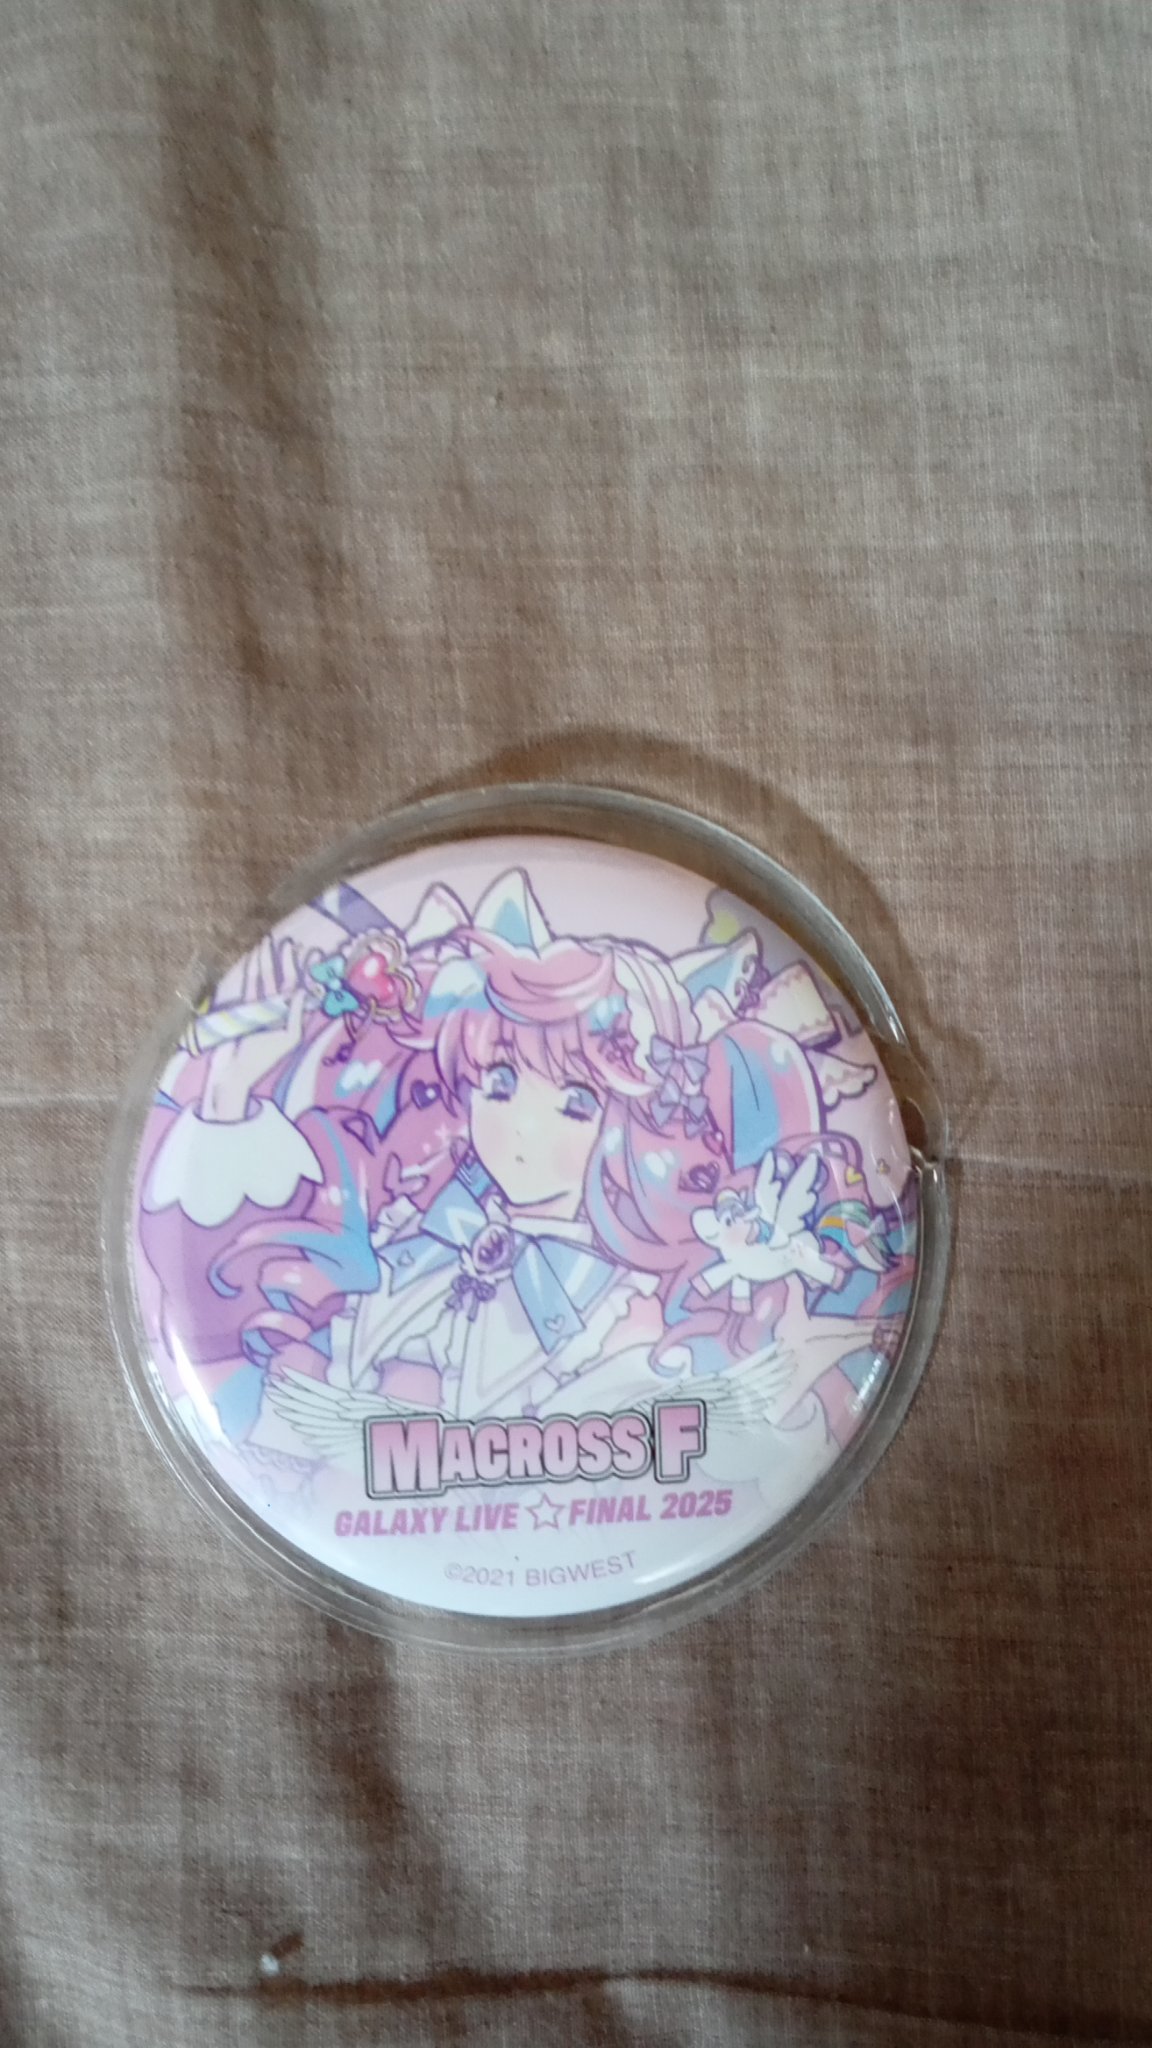 MACROSS F
GALAXY LIVE☆FINAL 2025
©2021 BIGWEST